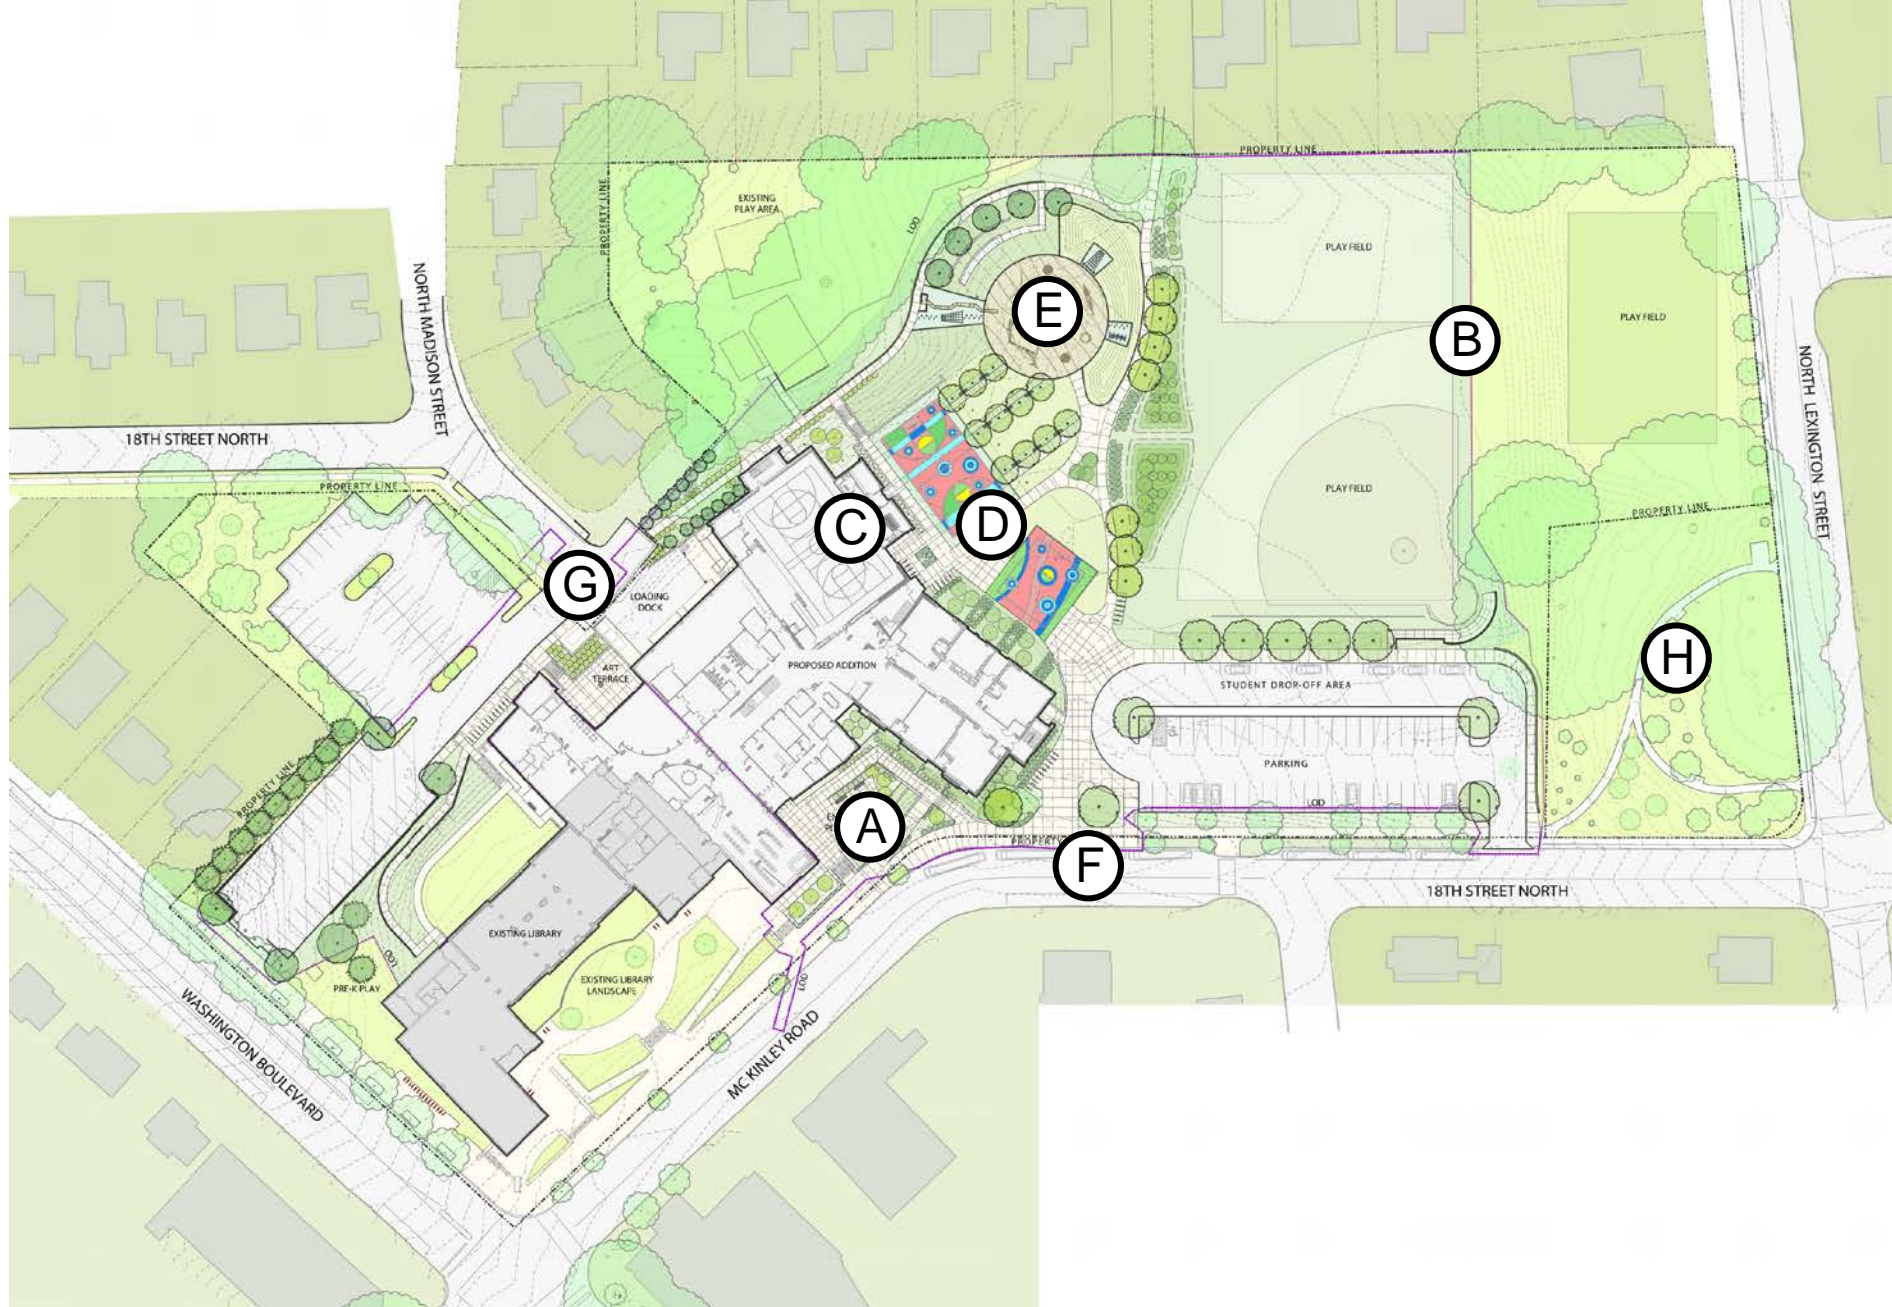 PROPERTY LINE
EXISTING
PLAY AREA
PROPERTY LINE
LOD
PLAY FIELD
E
PLAY FIELD
B
NORTH MADISON STREET
NORTH LEXINGTON STREET
18TH STREET NORTH
PROPERTY LINE
PLAY FIELD
C
D
PROPERTY LINE
G
LOADING
DOCK
ART
TERRACE
PROPOSED ADDITION
H
STUDENT DROP-OFF AREA
PARKING
PROPERTY LINE
LOD
A
PROPERTY
F
18TH STREET NORTH
EXISTING LIBRARY
LOD
PRE-K PLAY
EXISTING LIBRARY
LANDSCAPE
LOD
WASHINGTON BOULEVARD
MC KINLEY ROAD